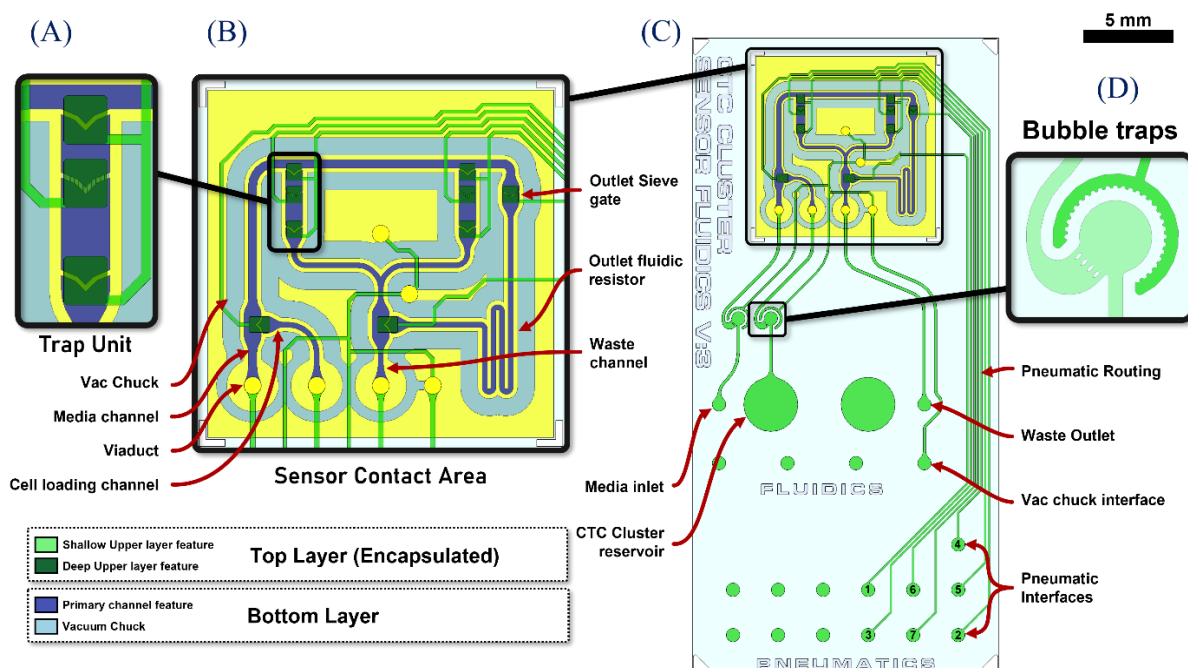 (A)
(B)
(C)
5 mm
(D)
Bubble traps
Trap Unit
Vac Chuck
Media channel
Viaduct
Cell loading channel
Outlet Sieve
gate
Outlet fluidic
resistor
Waste
channel
Sensor Contact Area
CTC CLUSTER
SENSOR FLUIDICS V:3
Pneumatic Routing
Waste Outlet
Media inlet
Vac chuck interface
FLUIDICS
CTC Cluster
reservoir
Pneumatic
Interfaces
4
1
6
5
3
7
2
PNEUMATICS
Shallow Upper layer feature
Deep Upper layer feature
Top Layer (Encapsulated)
Primary channel feature
Vacuum Chuck
Bottom Layer